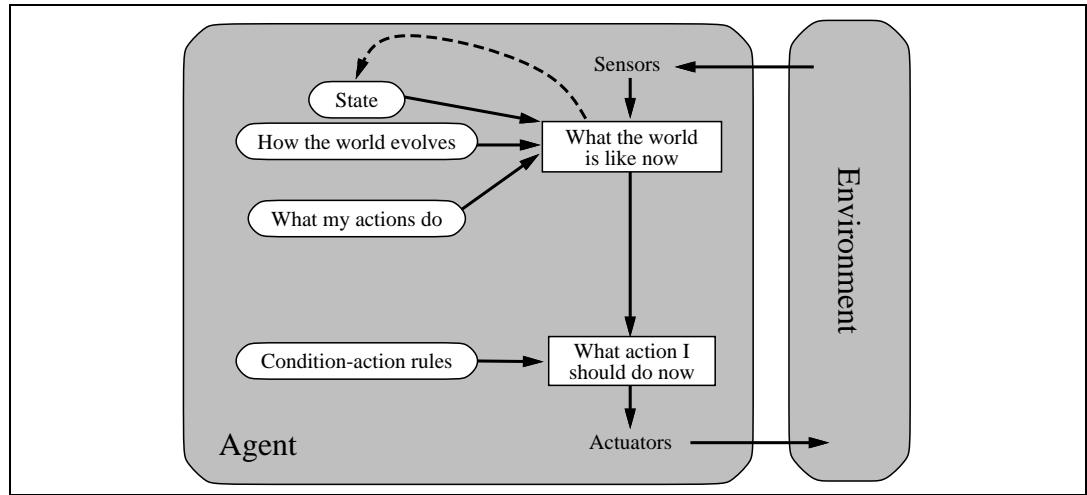 Sensors
State
What the world
is like now
How the world evolves
What my actions do
Environment
Condition-action rules
What action I
should do now
Agent
Actuators